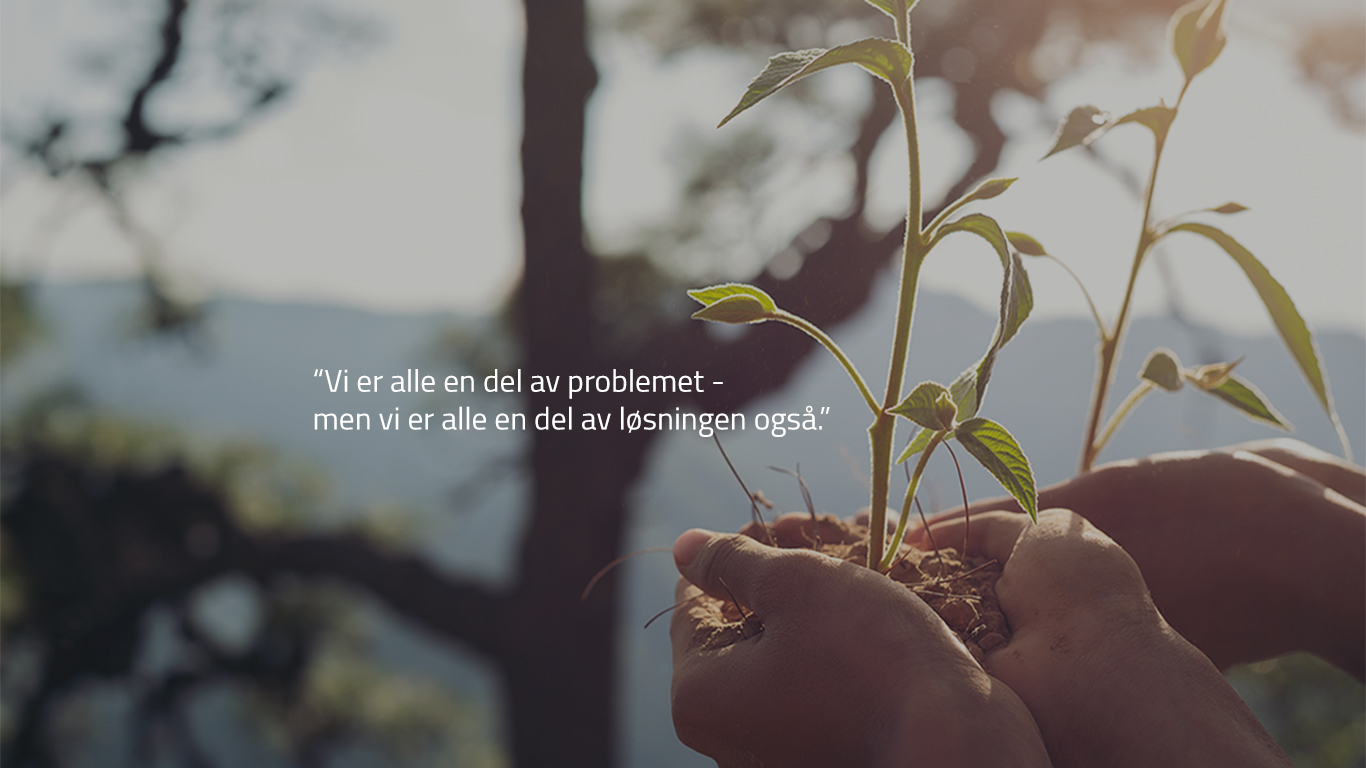 “Vi er alle en del av problemet -
men vi er alle en del av løsningen også.”